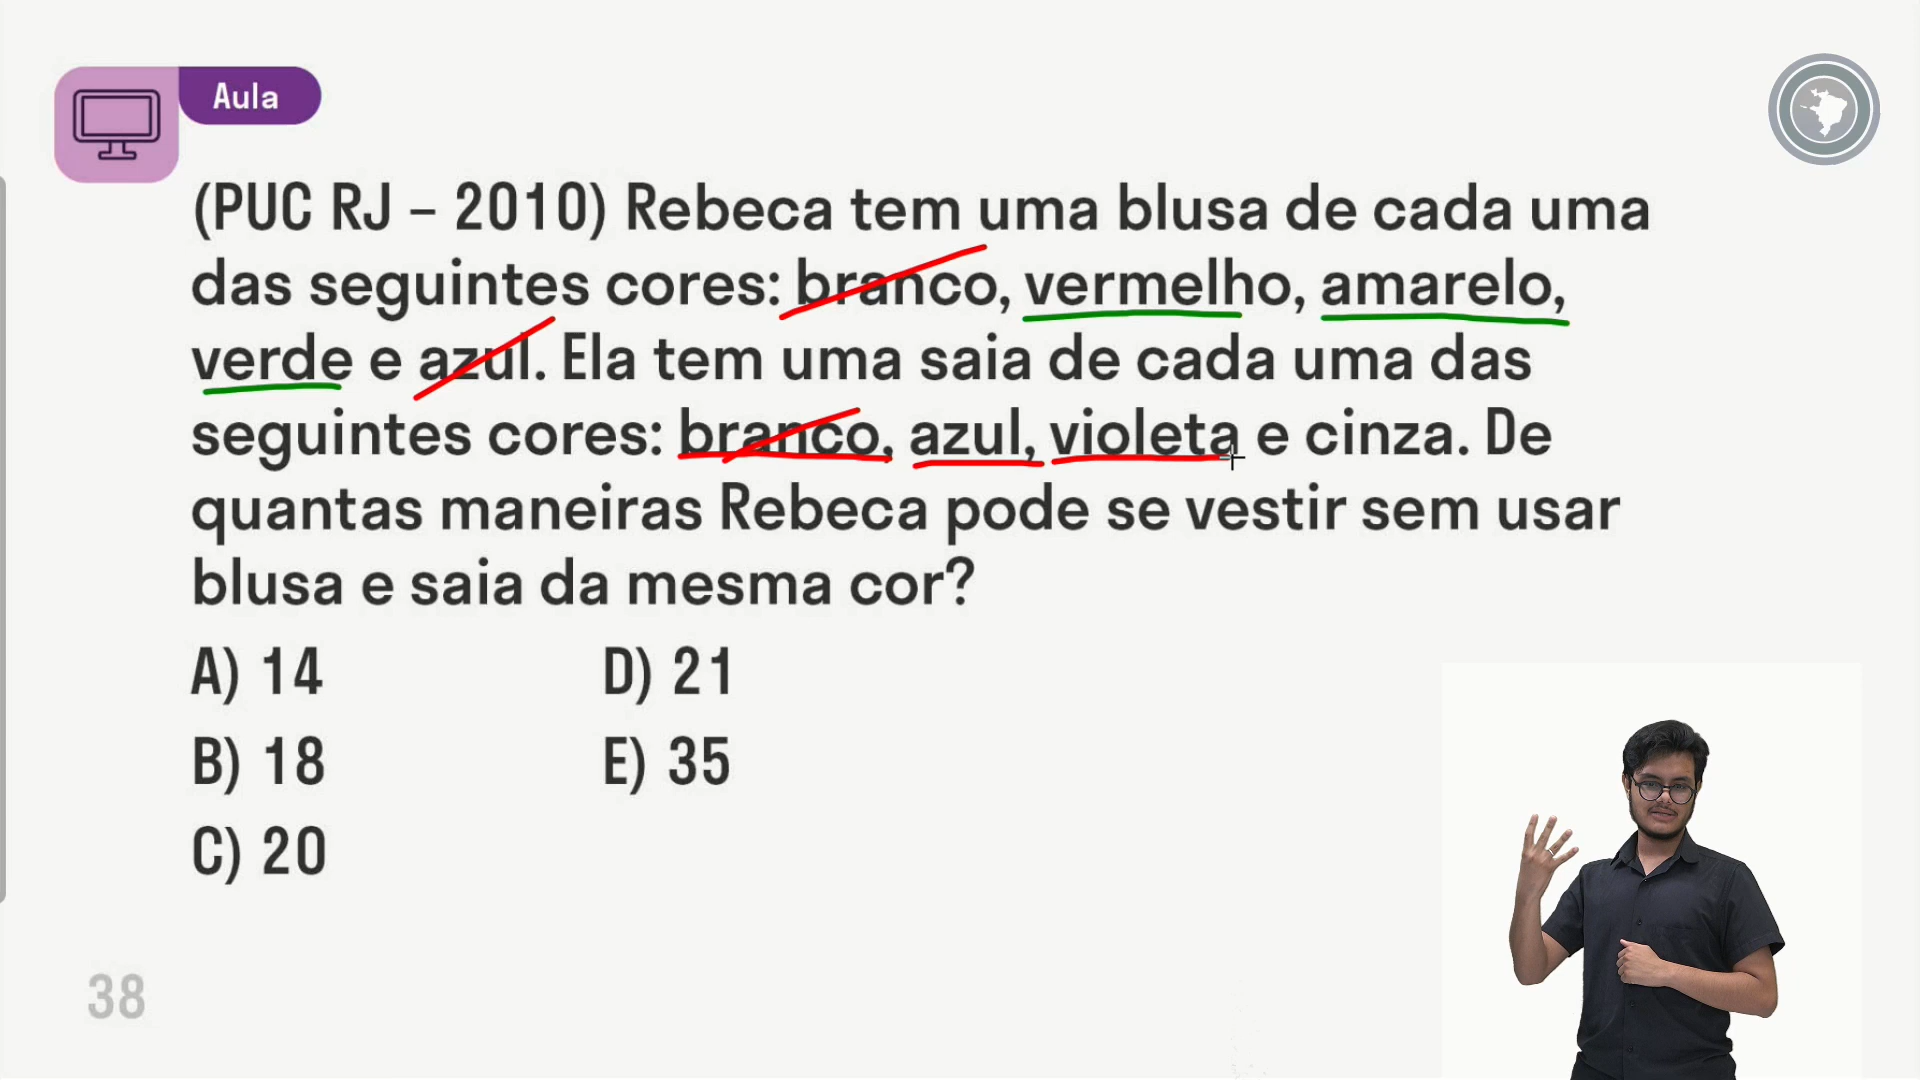 Aula
(PUC RJ – 2010) Rebeca tem uma blusa de cada uma
das seguintes cores: branco, vermelho, amarelo,
verde e azul. Ela tem uma saia de cada uma das
seguintes cores: branco, azul, violeta e cinza. De
quantas maneiras Rebeca pode se vestir sem usar
blusa e saia da mesma cor?
A) 14
D) 21
B) 18
E) 35
C) 20
38